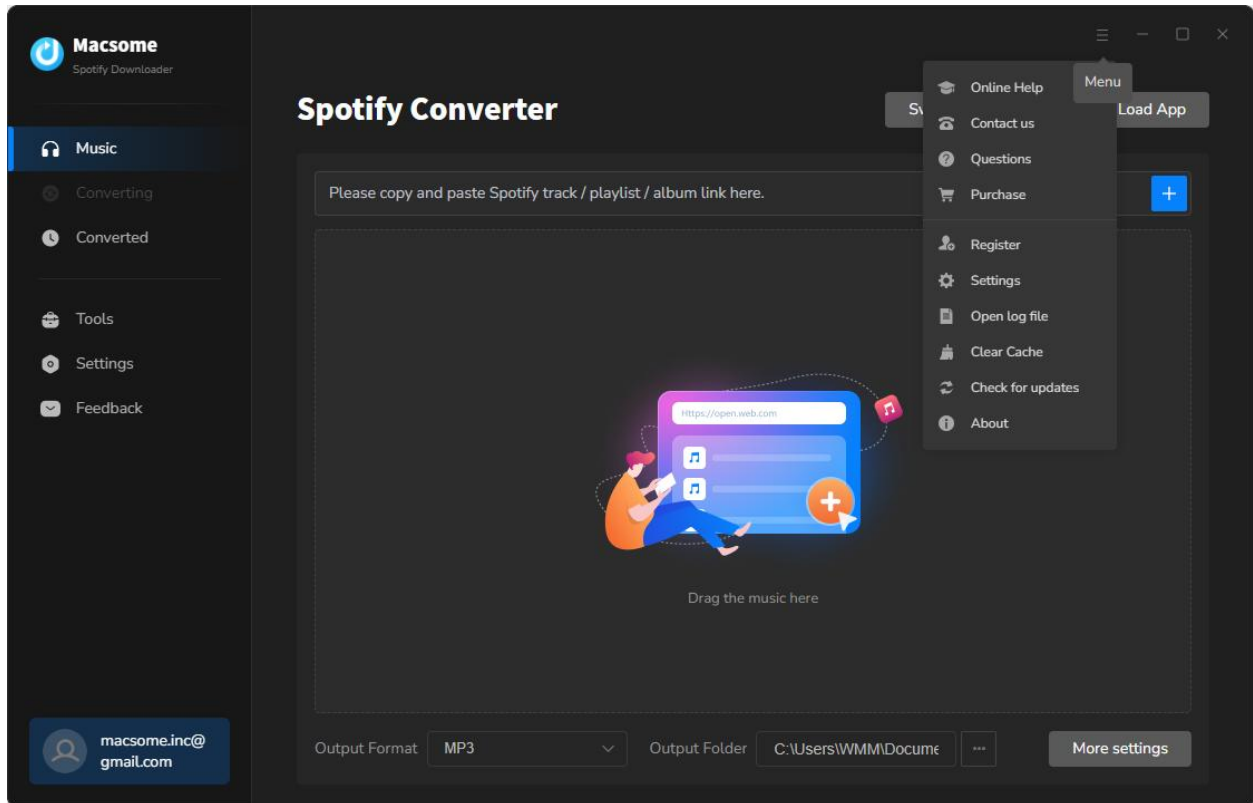 Macsome
Spotify Downloader
Music
Converting
Converted
Tools
Settings
Feedback
macsome.inc@
gmail.com
Spotify Converter
Load App
Menu
Online Help
Contact us
Questions
Purchase
Register
Settings
Open log file
Clear Cache
Check for updates
About
Please copy and paste Spotify track / playlist / album link here.
Https://open.web.com
Drag the music here
Output Format MP3 Output Folder C:\Users\WMM\Docume ··· More settings